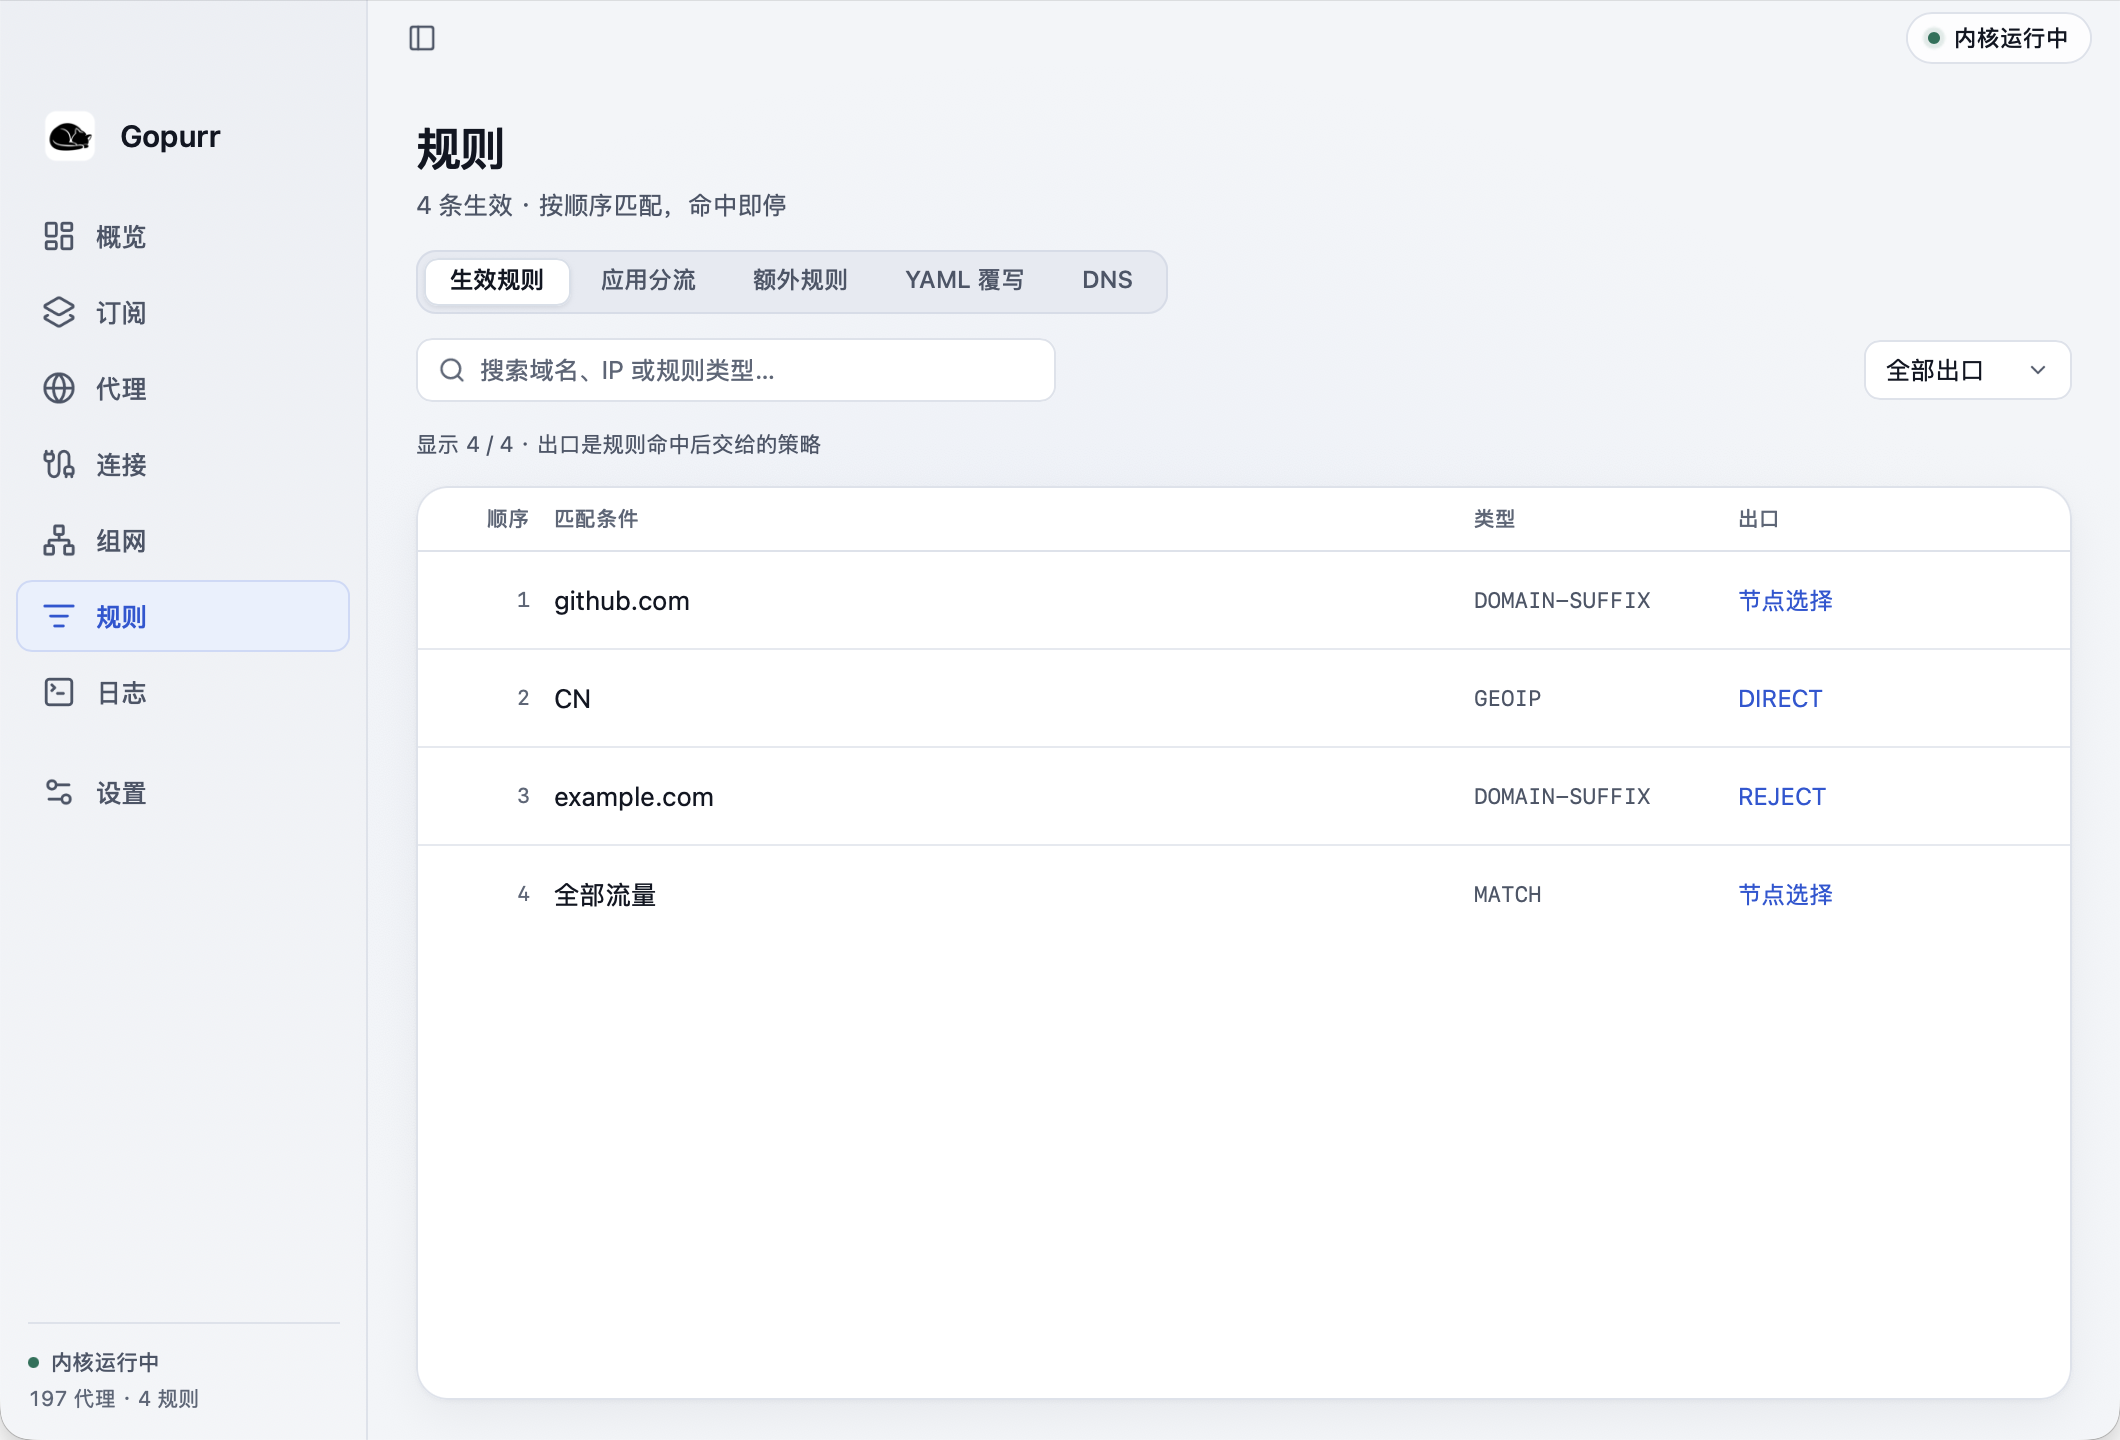 内核运行中
Gopurr
概览
订阅
代理
连接
组网
规则
日志
设置
内核运行中
197 代理 · 4 规则
规则
4 条生效 · 按顺序匹配，命中即停
生效规则 应用分流 额外规则 YAML 覆写 DNS
搜索域名、IP 或规则类型...
全部出口
显示 4 / 4 · 出口是规则命中后交给的策略
顺序 匹配条件 类型 出口
1 github.com DOMAIN-SUFFIX 节点选择
2 CN GEOIP DIRECT
3 example.com DOMAIN-SUFFIX REJECT
4 全部流量 MATCH 节点选择